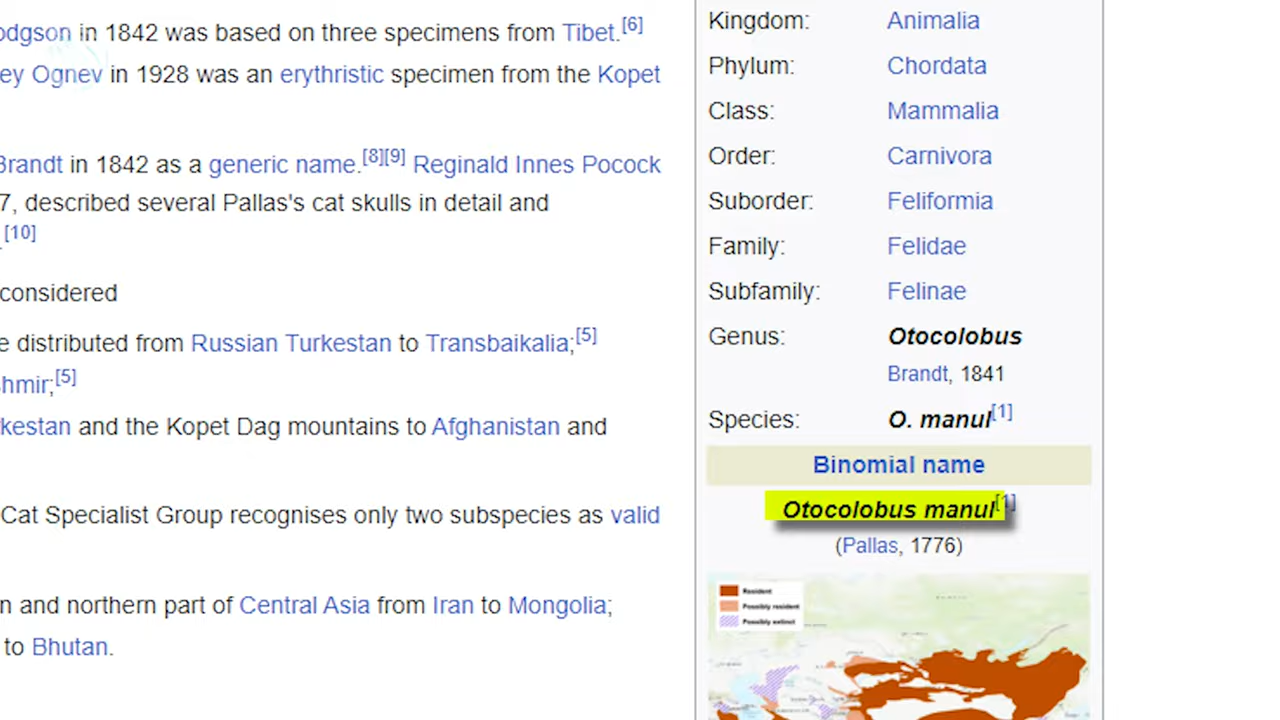 odgson in 1842 was based on three specimens from Tibet.[6]
ey Ognev in 1928 was an erythristic specimen from the Kopet
Brandt in 1842 as a generic name.[8][9] Reginald Innes Pocock
7, described several Pallas's cat skulls in detail and
.[10]
considered
e distributed from Russian Turkestan to Transbaikalia;[5]
hmir;[5]
kestan and the Kopet Dag mountains to Afghanistan and
Cat Specialist Group recognises only two subspecies as valid
n and northern part of Central Asia from Iran to Mongolia;
to Bhutan.
Kingdom: Animalia
Phylum: Chordata
Class: Mammalia
Order: Carnivora
Suborder: Feliformia
Family: Felidae
Subfamily: Felinae
Genus: Otocolobus
Brandt, 1841
Species: O. manul[1]
Binomial name
Otocolobus manul[1]
(Pallas, 1776)
Resident
Possibly resident
Possibly extinct